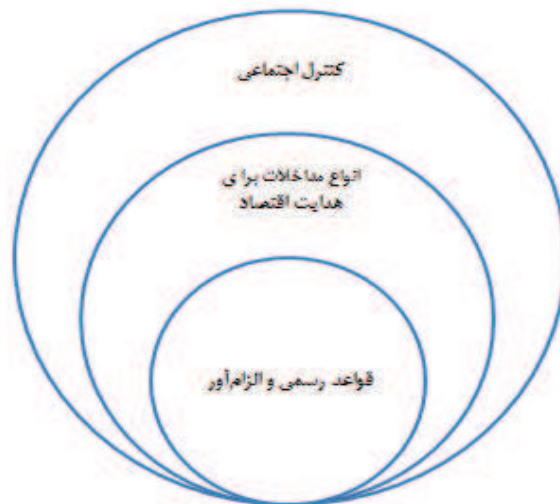 کنترل اجتماعی
انواع مداخلات برای
هدایت اقتصاد
قواعد رسمی و الزام‌آور